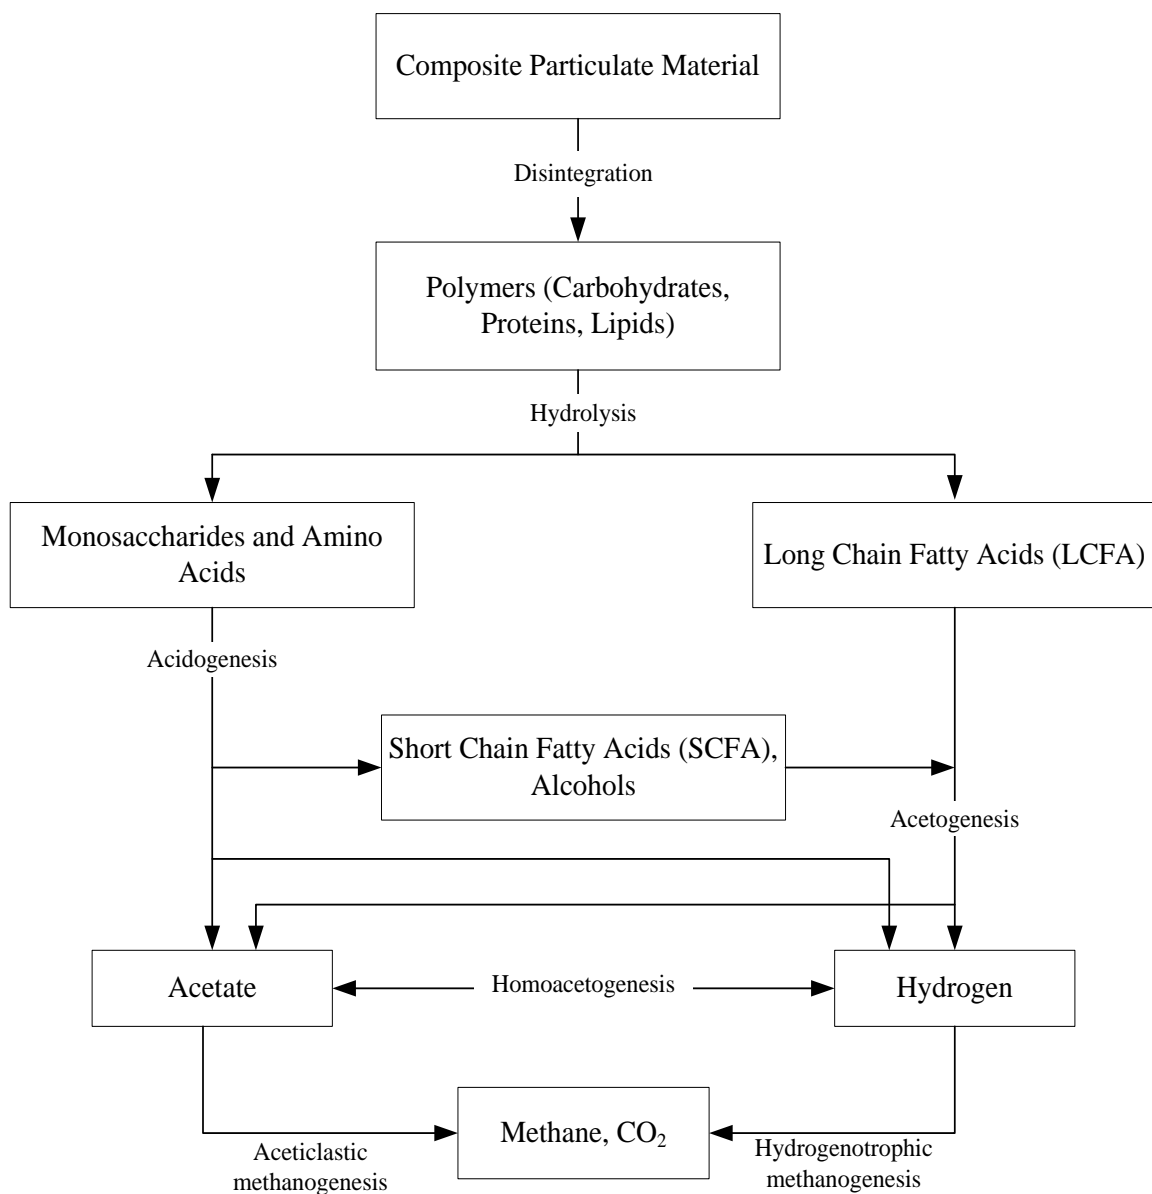 Composite Particulate Material
Disintegration
Polymers (Carbohydrates,
Proteins, Lipids)
Hydrolysis
Monosaccharides and Amino
Acids
Long Chain Fatty Acids (LCFA)
Acidogenesis
Short Chain Fatty Acids (SCFA),
Alcohols
Acetogenesis
Acetate
Homoacetogenesis
Hydrogen
Methane, CO₂
Aceticlastic
methanogenesis
Hydrogenotrophic
methanogenesis